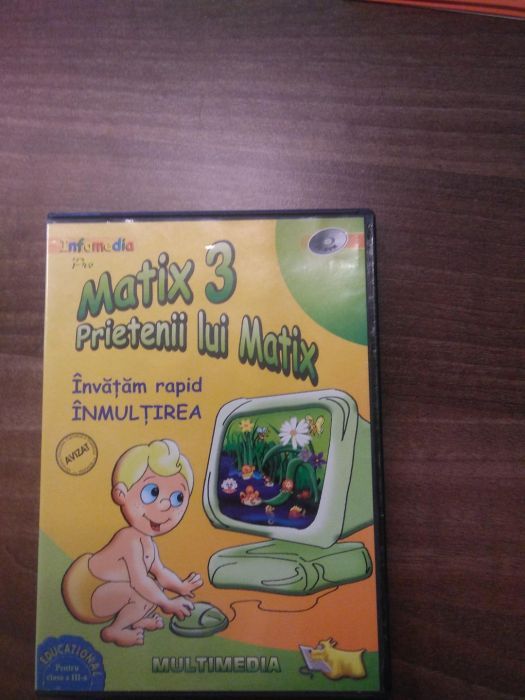 Infomedia
Pro
Matix 3
Prietenii lui Matix
Învățăm rapid
ÎNMULȚIREA
AVIZAT
EDUCAȚIONAL
Pentru
clasa a III-a
MULTIMEDIA